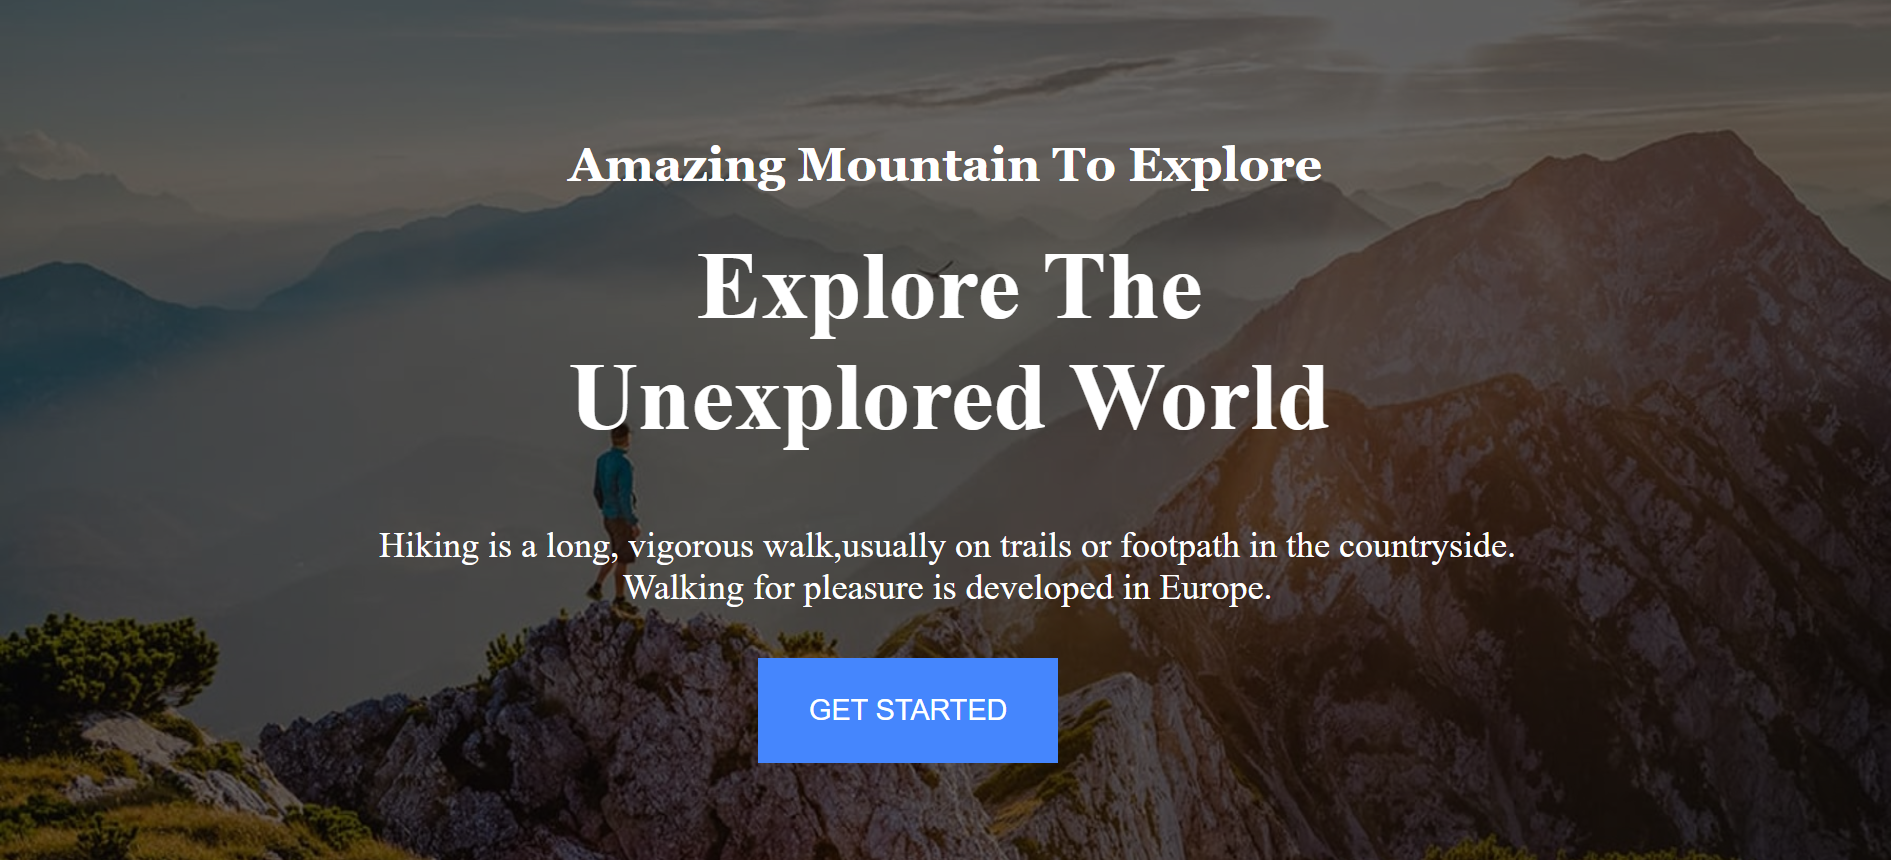 Amazing Mountain To Explore
Explore The
Unexplored World
Hiking is a long, vigorous walk,usually on trails or footpath in the countryside.
Walking for pleasure is developed in Europe.
GET STARTED